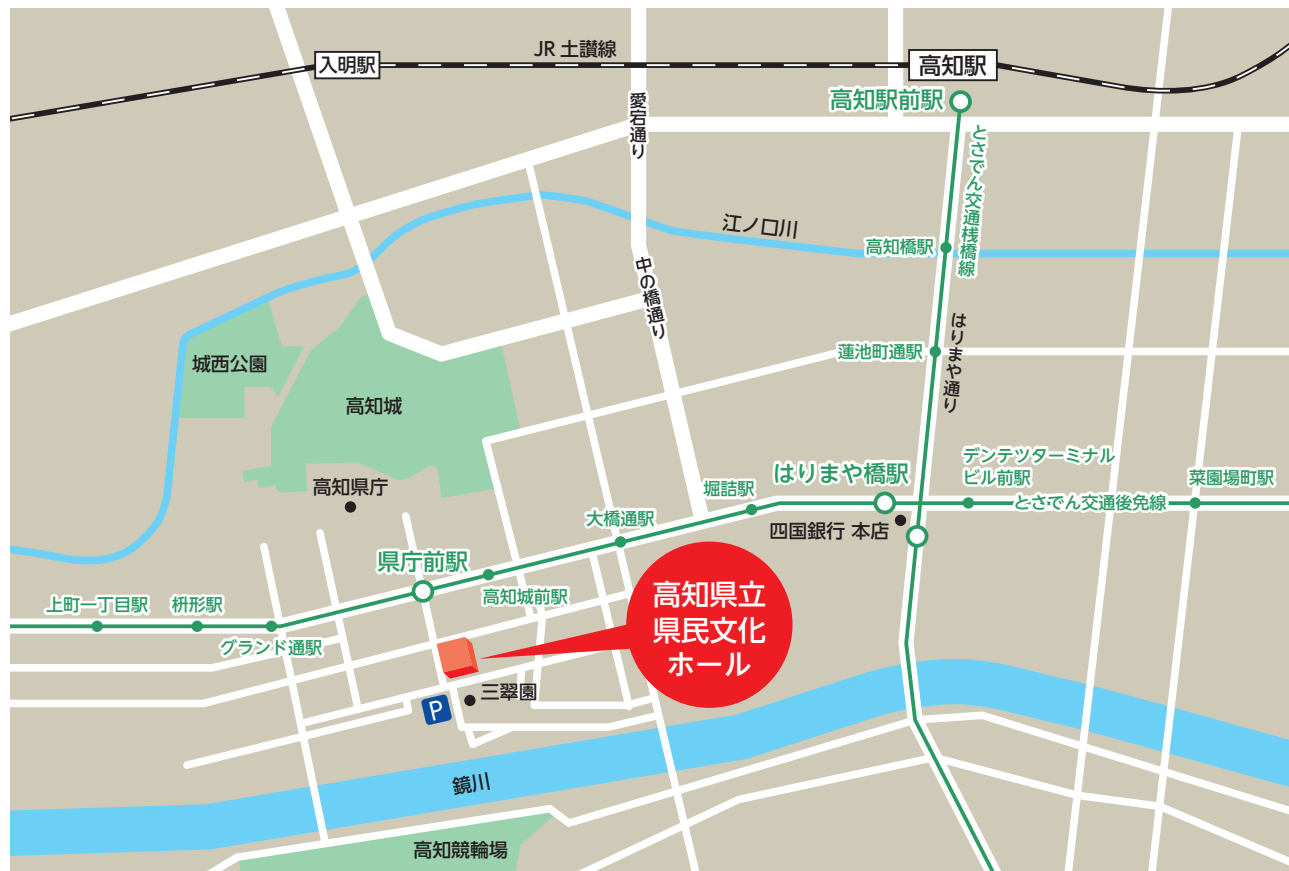 JR 土讃線
入明駅
高知駅
高知駅前駅
愛宕通り
とさでん交通桟橋線
江ノ口川
高知橋駅
中の橋通り
はりまや通り
蓮池町通駅
城西公園
高知城
デンテツターミナル
ビル前駅
はりまや橋駅
菜園場町駅
高知県庁
堀詰駅
とさでん交通後免線
大橋通駅
四国銀行 本店
県庁前駅
高知城前駅
高知県立
県民文化
ホール
上町一丁目駅
枡形駅
グランド通駅
三翠園
P
鏡川
高知競輪場